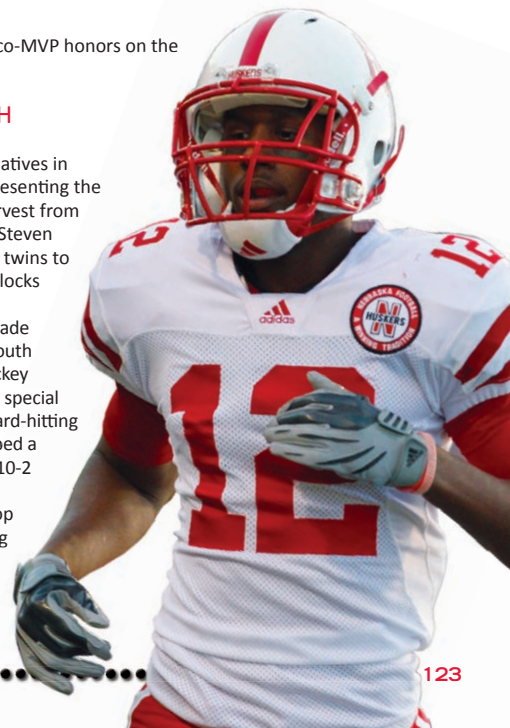 co-MVP honors on the
H
atives in
esenting the
rvest from
Steven
twins to
locks
ade
outh
ckey
special
ard-hitting
ped a
10-2
op
g
HUSKERS
12
12
adidas
NEBRASKA FOOTBALL
N
HUSKERS
A WINNING TRADITION
12
123